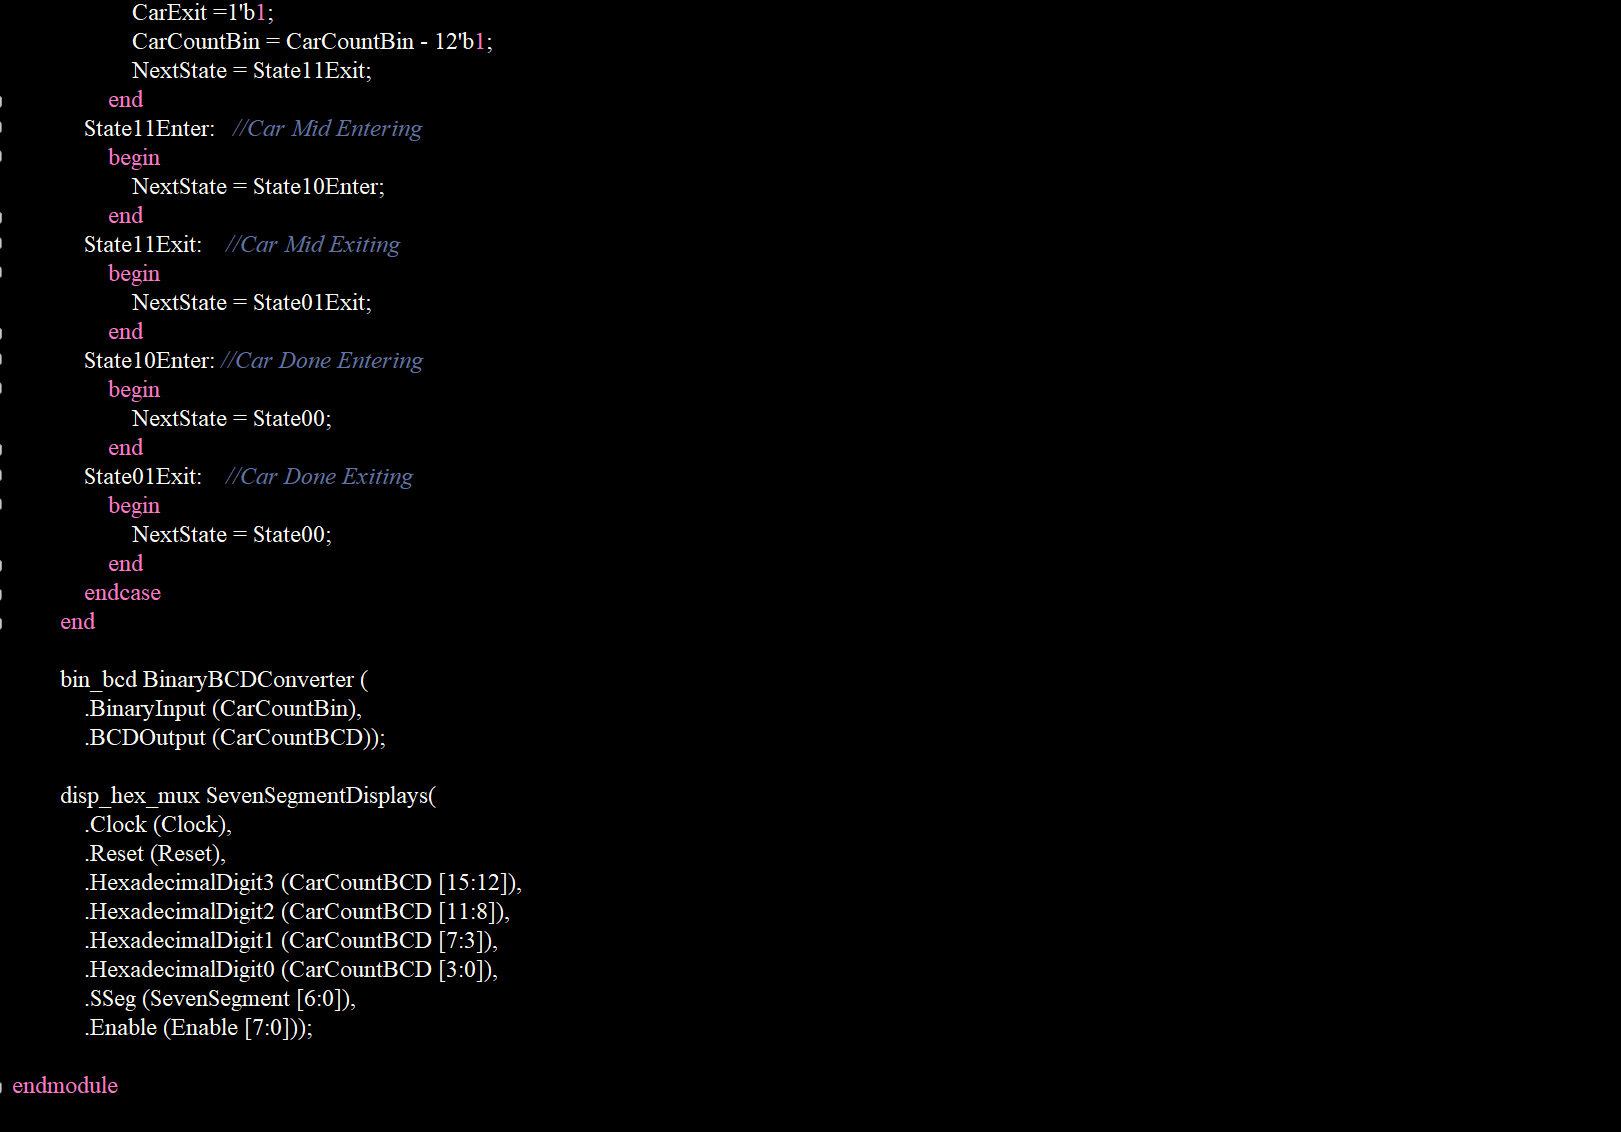 CarExit =1'b1;
CarCountBin = CarCountBin - 12'b1;
NextState = State11Exit;
end
State11Enter: //Car Mid Entering
begin
NextState = State10Enter;
end
State11Exit: //Car Mid Exiting
begin
NextState = State01Exit;
end
State10Enter: //Car Done Entering
begin
NextState = State00;
end
State01Exit: //Car Done Exiting
begin
NextState = State00;
end
endcase
end
bin_bcd BinaryBCDConverter (
.BinaryInput (CarCountBin),
.BCDOutput (CarCountBCD));
disp_hex_mux SevenSegmentDisplays(
.Clock (Clock),
.Reset (Reset),
.HexadecimalDigit3 (CarCountBCD [15:12]),
.HexadecimalDigit2 (CarCountBCD [11:8]),
.HexadecimalDigit1 (CarCountBCD [7:3]),
.HexadecimalDigit0 (CarCountBCD [3:0]),
.SSeg (SevenSegment [6:0]),
.Enable (Enable [7:0]));
endmodule